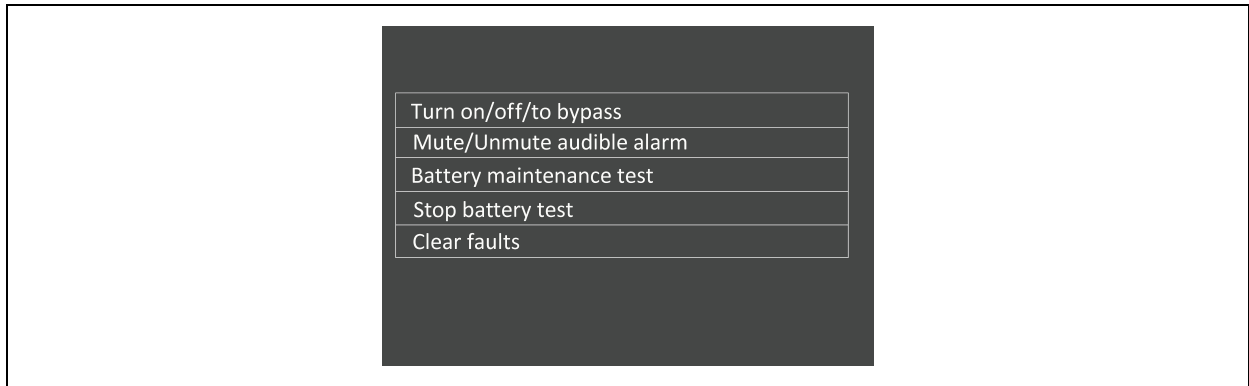 Turn on/off/to bypass
Mute/Unmute audible alarm
Battery maintenance test
Stop battery test
Clear faults